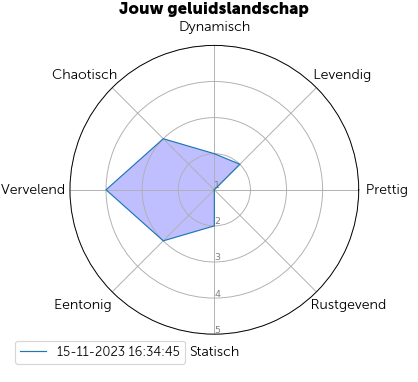 Jouw geluidslandschap
Dynamisch
Chaotisch
Levendig
Vervelend
Prettig
1
2
3
4
5
Eentonig
Rustgevend
15-11-2023 16:34:45
Statisch